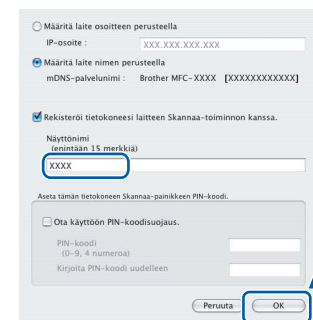 Määritä laite osoitteen perusteella
IP-osoite : XXX.XXX.XXX.XXX
Määritä laite nimen perusteella
mDNS-palvelunimi : Brother MFC-XXXX [XXXXXXXXXXXX]
Rekisteröi tietokoneesi laitteen Skannaa-toiminnon kanssa.
Näyttönimi
(enintään 15 merkkiä)
XXXX
Aseta tämän tietokoneen Skannaa-painikkeen PIN-koodi.
Ota käyttöön PIN-koodisuojaus.
PIN-koodi
(0-9, 4 numeroa)
Kirjoita PIN-koodi uudelleen
Peruuta OK